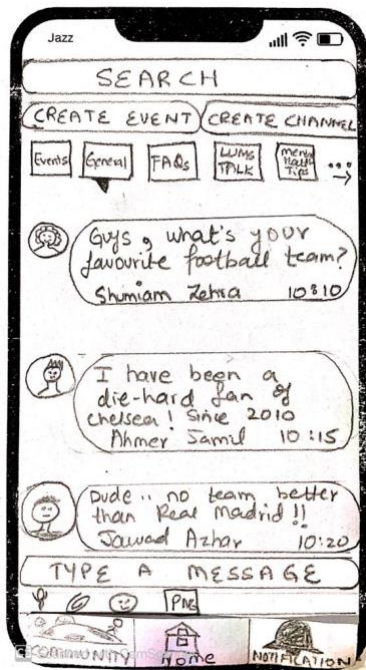 Jazz
SEARCH
CREATE EVENT CREATE CHANNEL
Events General FAQs LUMS TALK Mental Health Tips
Guys, what's your
favourite football team?
Shumiam Zehra 10:10
I have been a
die-hard fan of
Chelsea! Since 2010
Ahmer Jamil 10:15
Dude.. no team better
than Real Madrid!!
Jawad Azhar 10:20
TYPE A MESSAGE
PNG
COMMUNITY Home NOTIFICATION